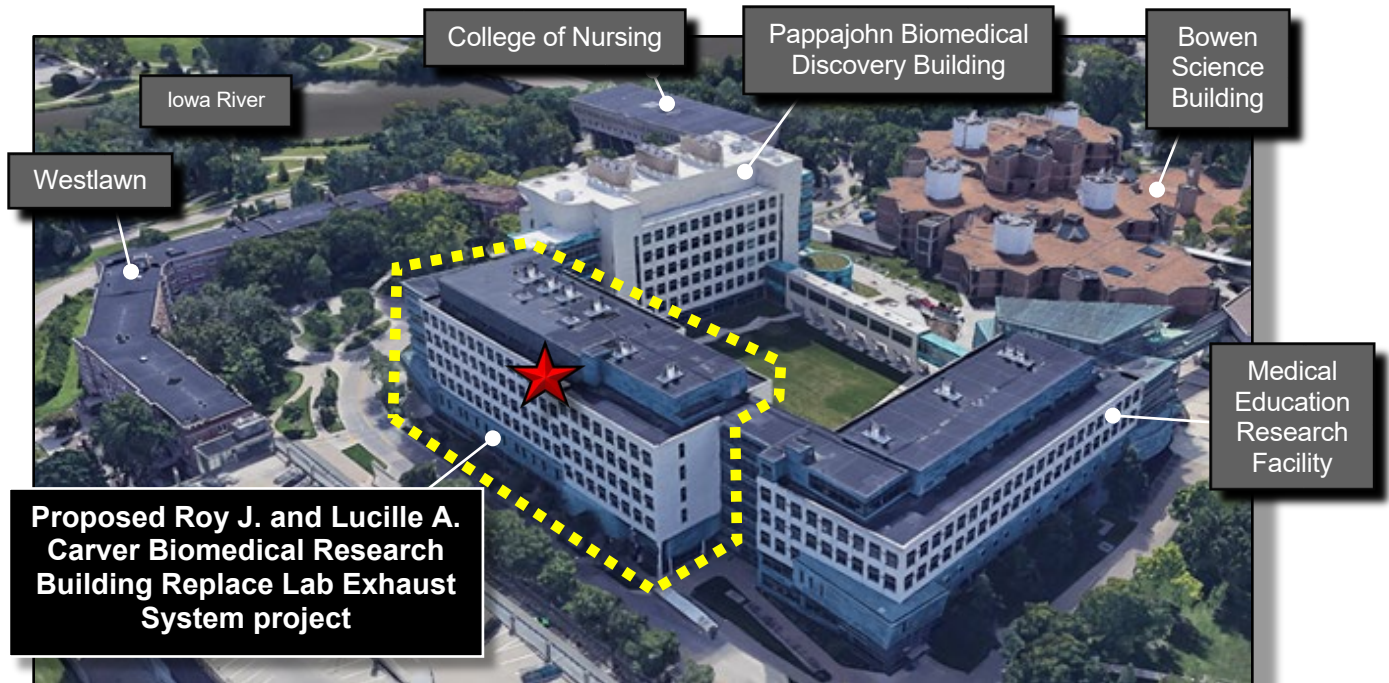 College of Nursing
Pappajohn Biomedical
Discovery Building
Bowen
Science
Building
Iowa River
Westlawn
Medical
Education
Research
Facility
Proposed Roy J. and Lucille A.
Carver Biomedical Research
Building Replace Lab Exhaust
System project